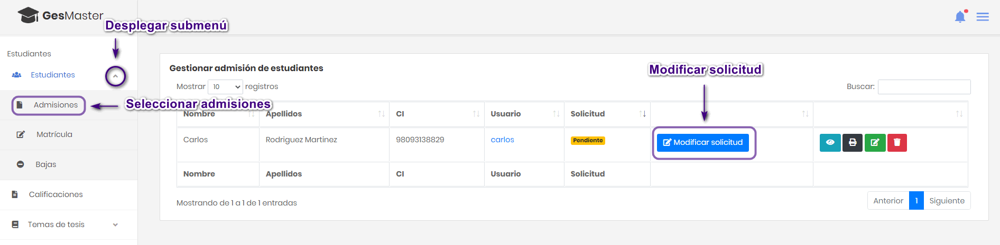 GesMaster
Desplegar submenú
Estudiantes
Estudiantes
Admisiones
Seleccionar admisiones
Matrícula
Bajas
Calificaciones
Temas de tesis
Gestionar admisión de estudiantes
Modificar solicitud
Mostrar 10 registros
Buscar:
Nombre Apellidos CI Usuario Solicitud
Carlos Rodriguez Martinez 98093138829 carlos Pendiente Modificar solicitud
Nombre Apellidos CI Usuario Solicitud
Mostrando de 1 a 1 de 1 entradas
Anterior 1 Siguiente